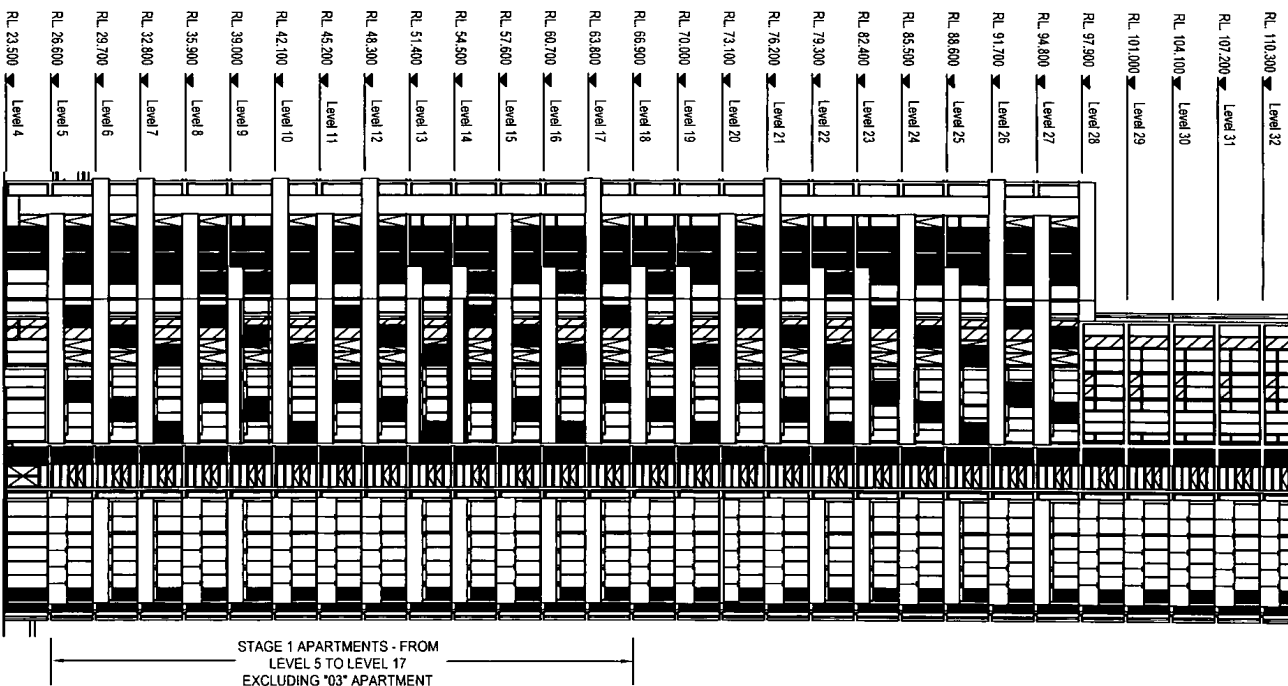 RL. 23.500 Level 4
RL. 26.600 Level 5
RL. 29.700 Level 6
RL. 32.800 Level 7
RL. 35.900 Level 8
RL. 39.000 Level 9
RL. 42.100 Level 10
RL. 45.200 Level 11
RL. 48.300 Level 12
RL. 51.400 Level 13
RL. 54.500 Level 14
RL. 57.600 Level 15
RL. 60.700 Level 16
RL. 63.800 Level 17
RL. 66.900 Level 18
RL. 70.000 Level 19
RL. 73.100 Level 20
RL. 76.200 Level 21
RL. 79.300 Level 22
RL. 82.400 Level 23
RL. 85.500 Level 24
RL. 88.600 Level 25
RL. 91.700 Level 26
RL. 94.800 Level 27
RL. 97.900 Level 28
RL. 101.000 Level 29
RL. 104.100 Level 30
RL. 107.200 Level 31
RL. 110.300 Level 32
STAGE 1 APARTMENTS - FROM
LEVEL 5 TO LEVEL 17
EXCLUDING "03" APARTMENT